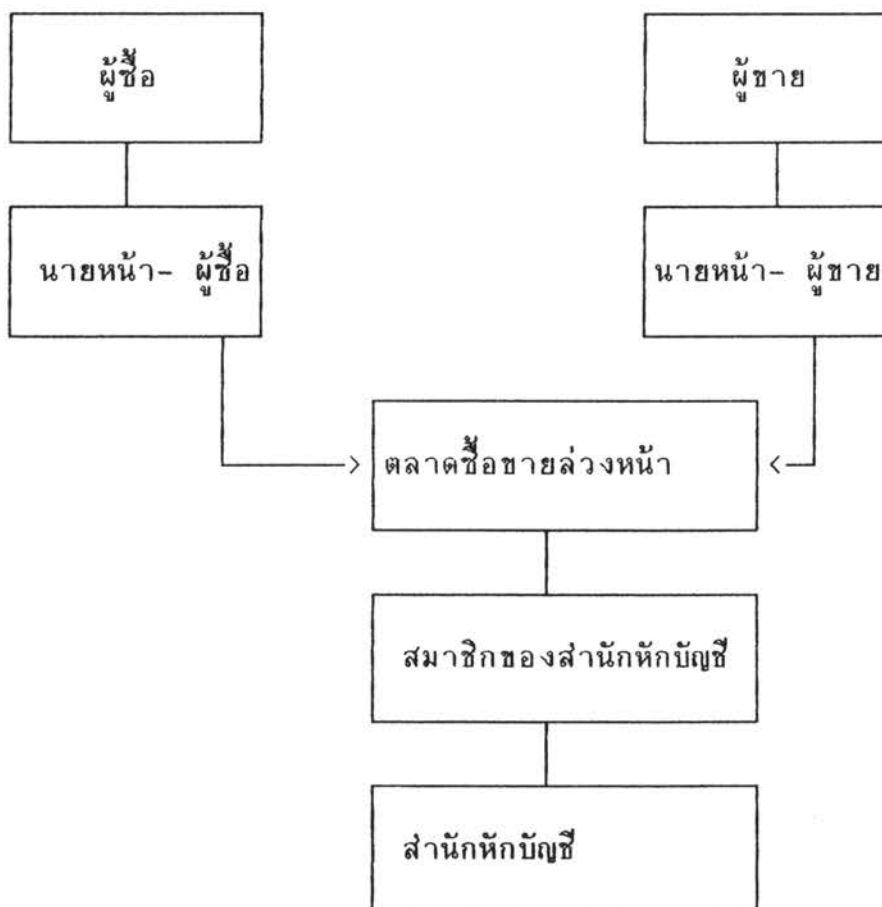 ผู้ซื้อ
ผู้ขาย
นายหน้า- ผู้ซื้อ
นายหน้า- ผู้ขาย
ตลาดซื้อขายล่วงหน้า
สมาชิกของสำนักหักบัญชี
สำนักหักบัญชี